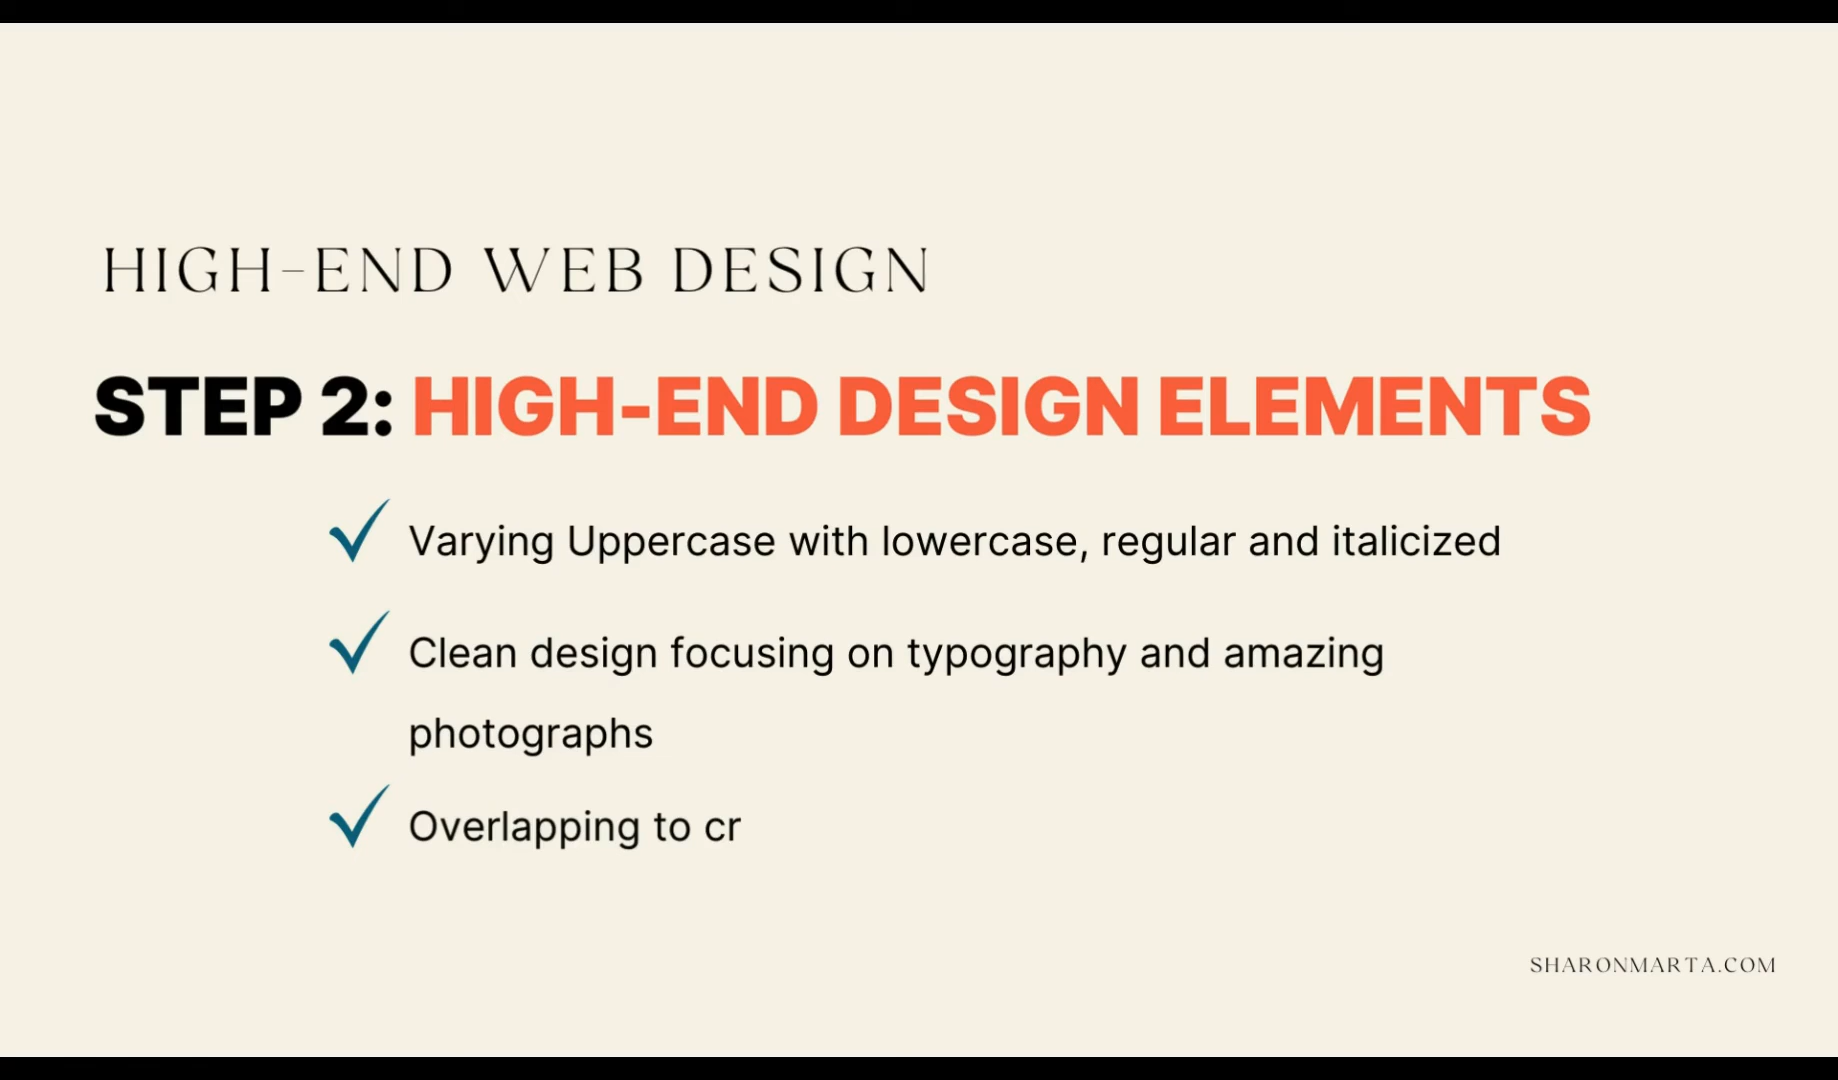 HIGH-END WEB DESIGN
STEP 2: HIGH-END DESIGN ELEMENTS
Varying Uppercase with lowercase, regular and italicized
Clean design focusing on typography and amazing
photographs
Overlapping to cr
SHARONMARTA.COM